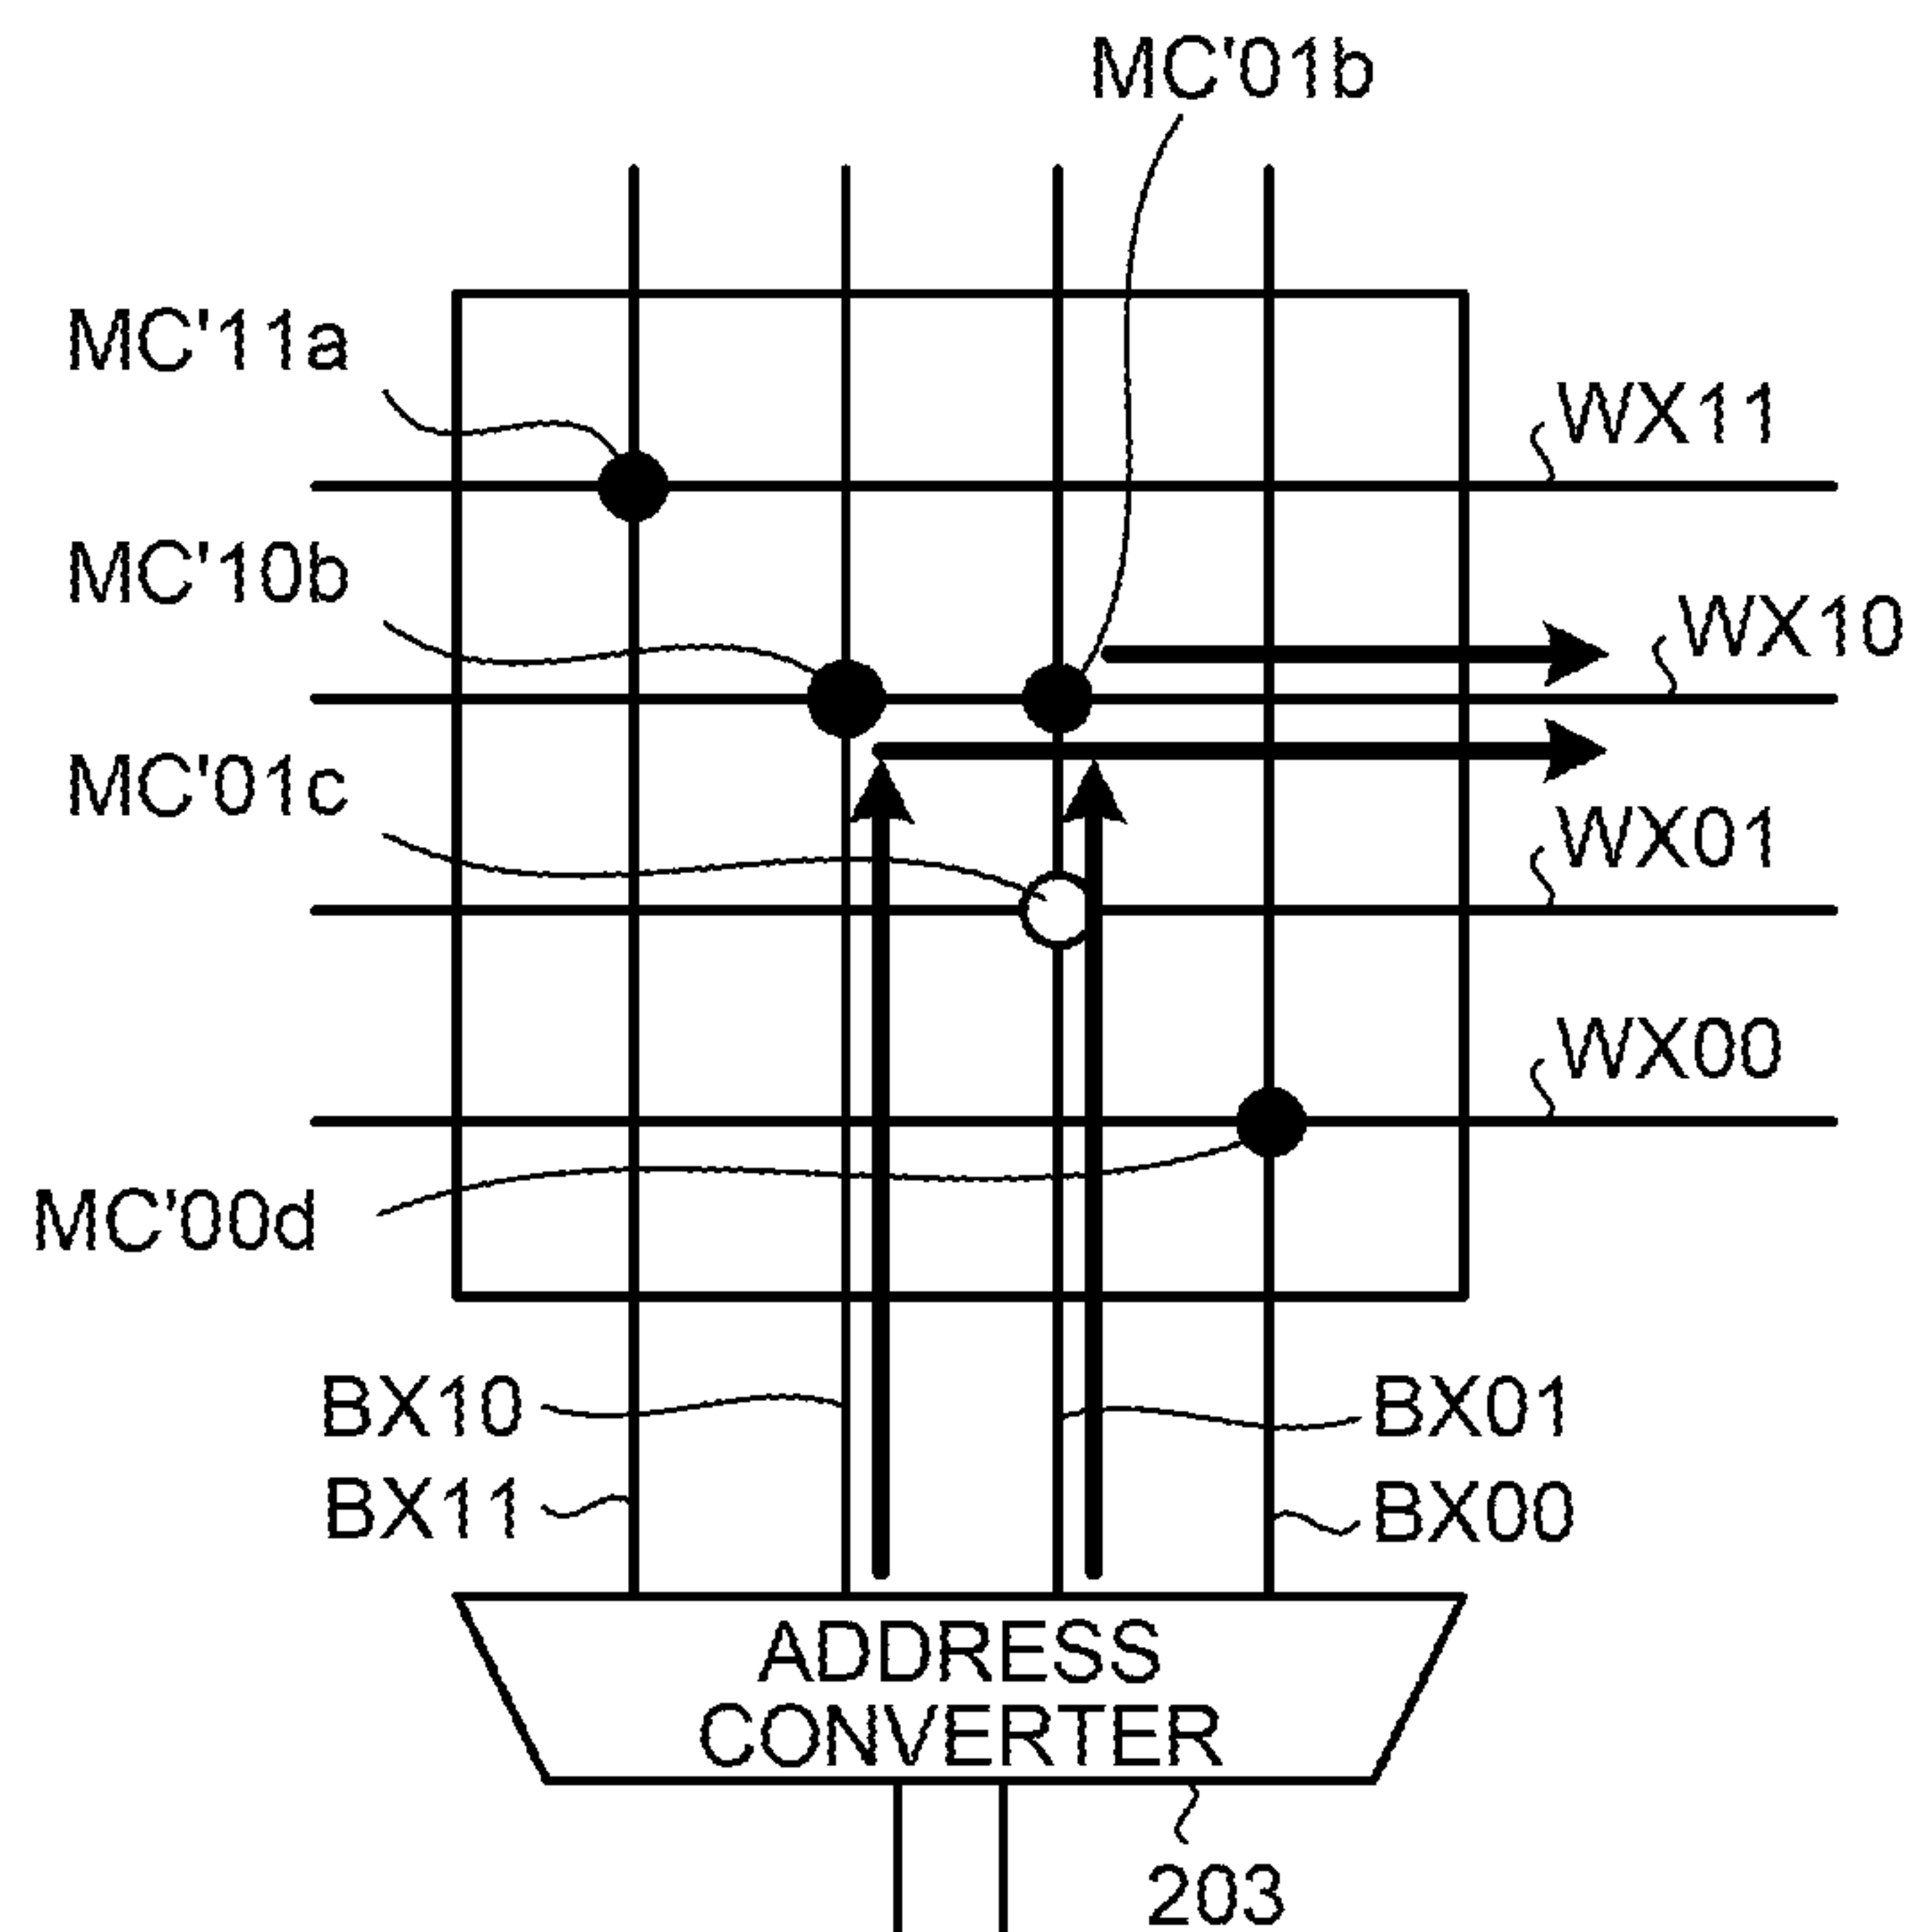 MC'01b
MC'11a
WX11
MC'10b
WX10
MC'01c
WX01
WX00
MC'00d
BX10
BX01
BX11
BX00
ADDRESS
CONVERTER
203